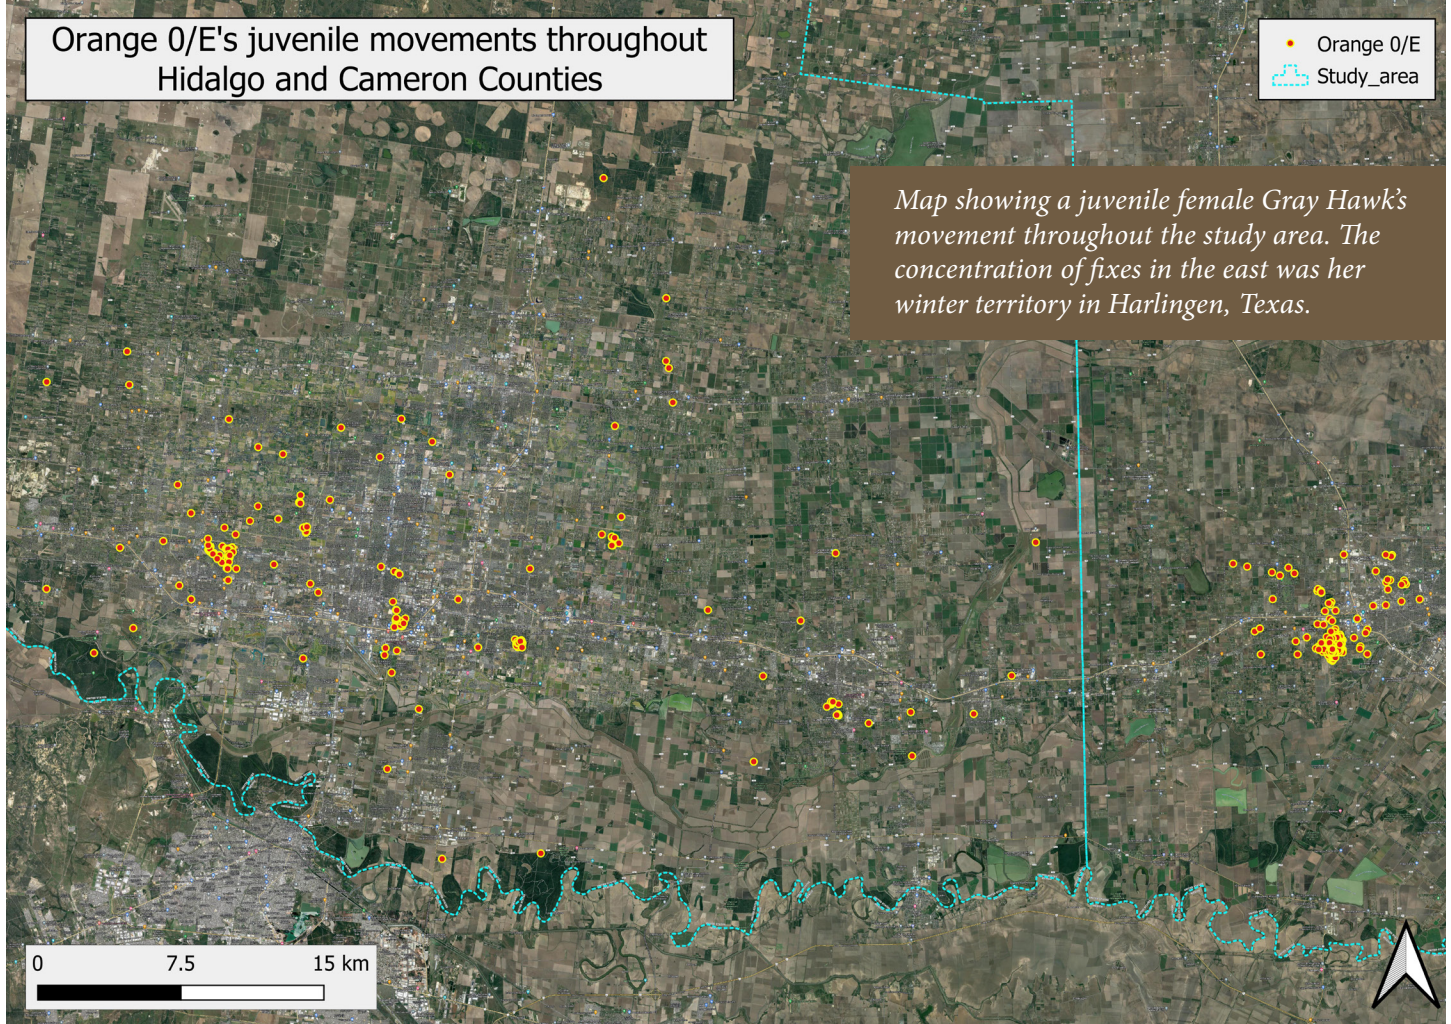 Orange 0/E's juvenile movements throughout
Hidalgo and Cameron Counties
Orange 0/E
Study_area
Map showing a juvenile female Gray Hawk's
movement throughout the study area. The
concentration of fixes in the east was her
winter territory in Harlingen, Texas.
0 7.5 15 km